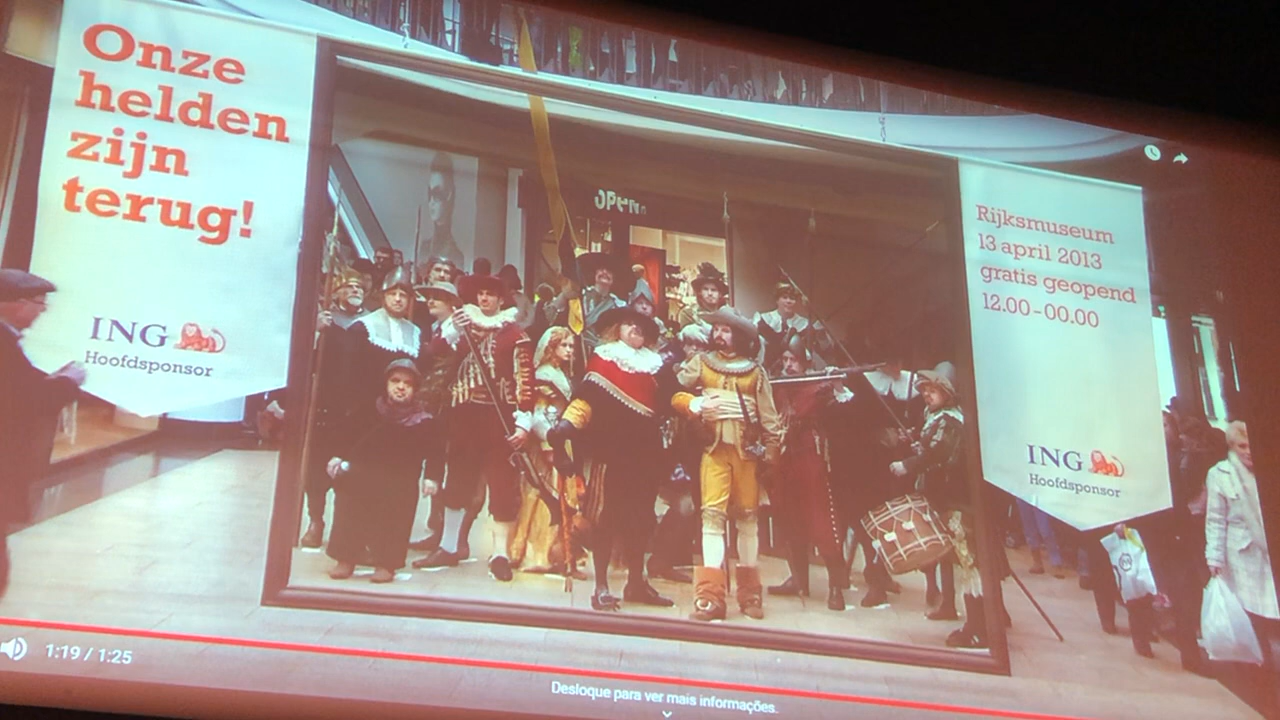 Onze
helden
zijn
terug!
ING
Hoofdsponsor
OPEN
Rijksmuseum
13 april 2013
gratis geopend
12.00-00.00
ING
Hoofdsponsor
1:19 / 1:25
Desloque para ver mais informações.